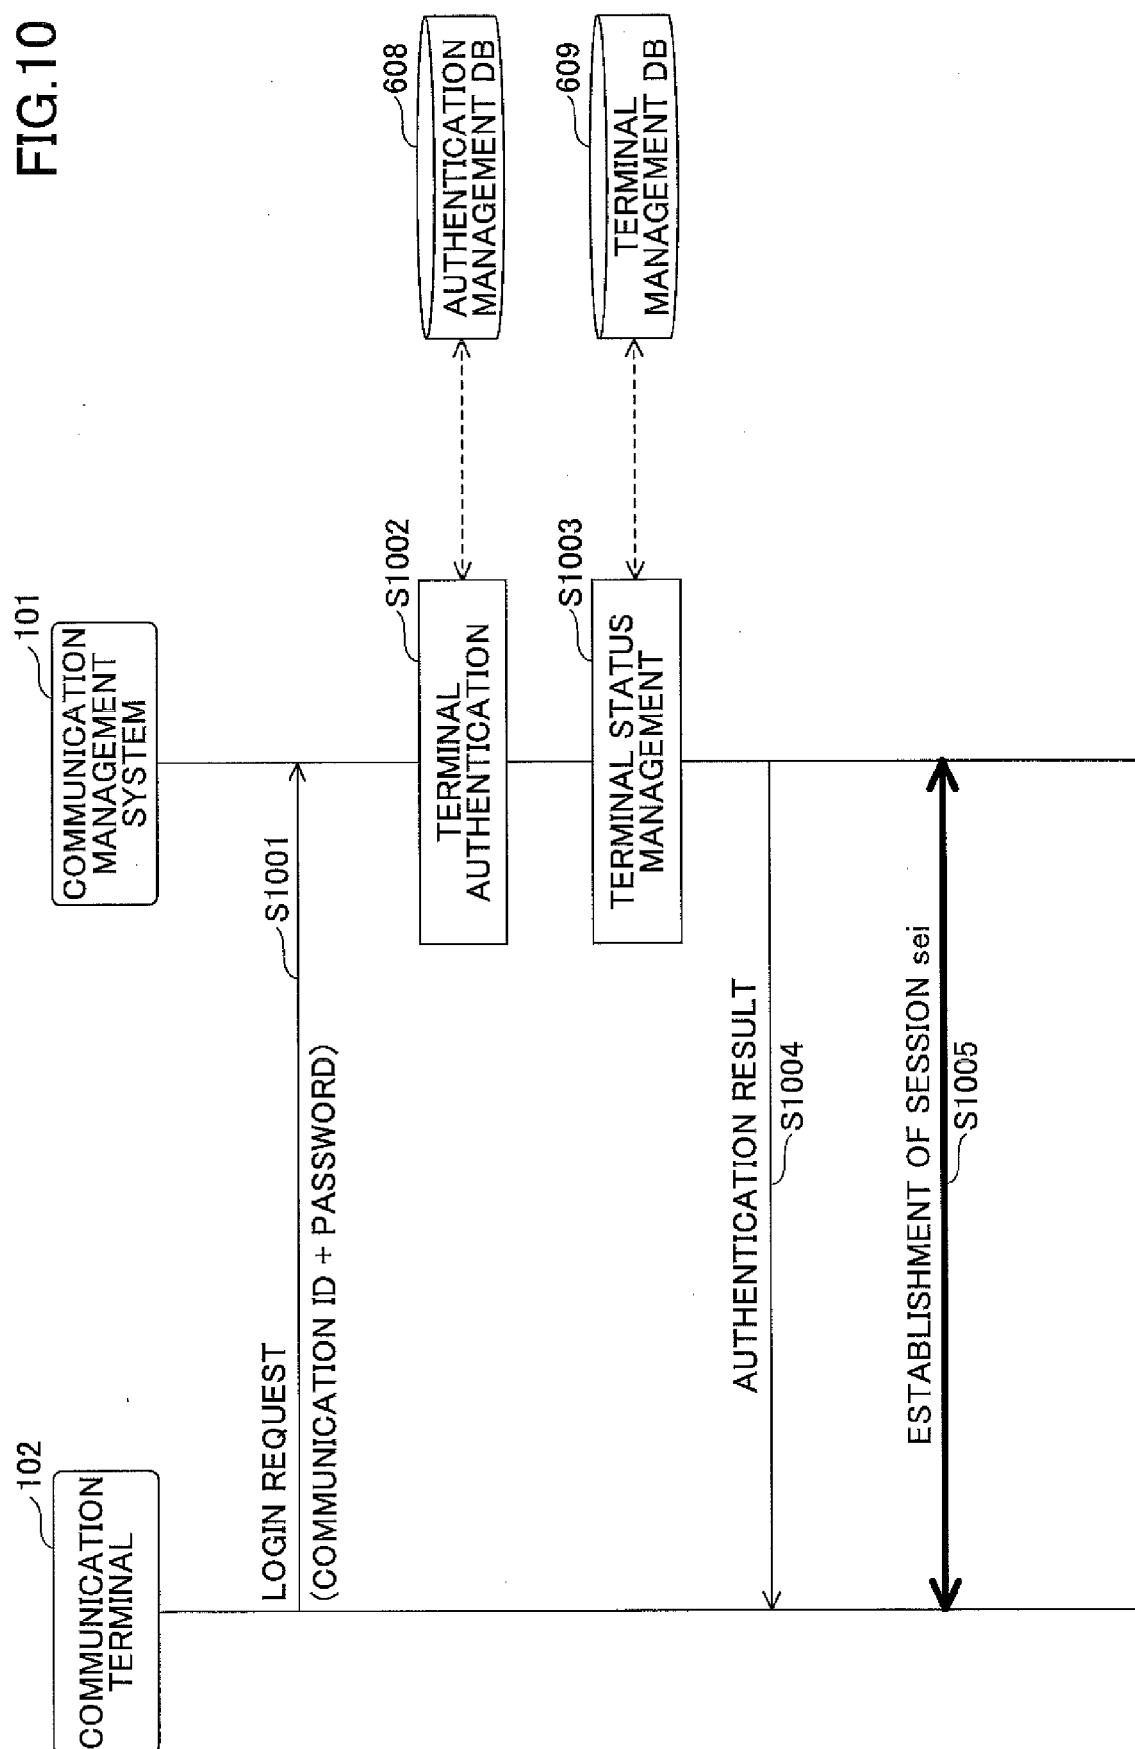 FIG.10
102
COMMUNICATION
TERMINAL
101
COMMUNICATION
MANAGEMENT
SYSTEM
LOGIN REQUEST
S1001
(COMMUNICATION ID + PASSWORD)
S1002
TERMINAL
AUTHENTICATION
608
AUTHENTICATION
MANAGEMENT DB
S1003
TERMINAL STATUS
MANAGEMENT
609
TERMINAL
MANAGEMENT DB
AUTHENTICATION RESULT
S1004
ESTABLISHMENT OF SESSION sei
S1005